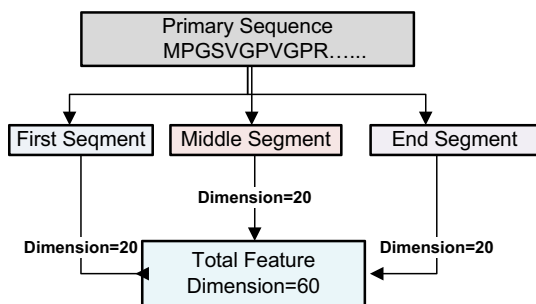 Primary Sequence
MPGSVGPVGPR…...
First Seqment
Middle Segment
End Segment
Dimension=20
Dimension=20
Dimension=20
Total Feature
Dimension=60